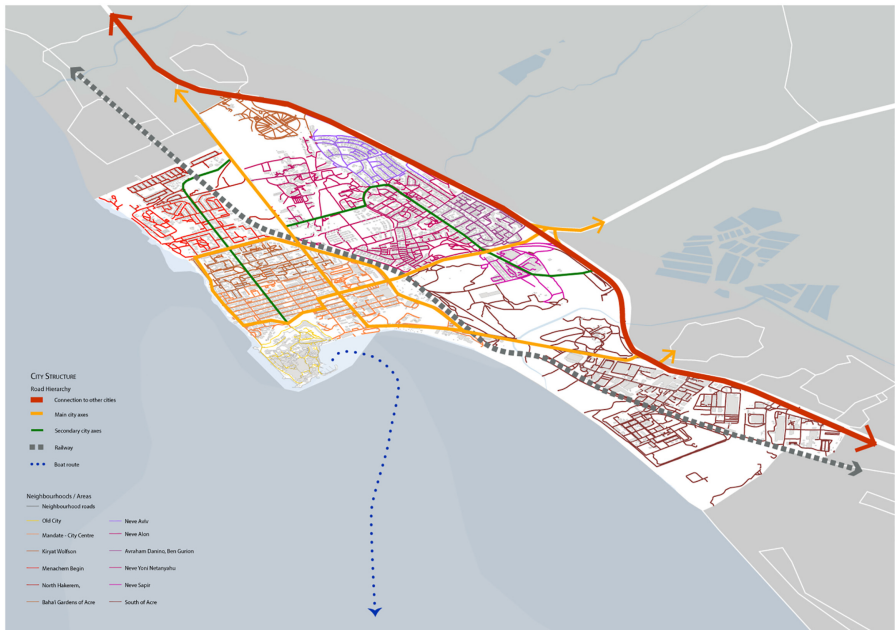 City Structure
Road Hierarchy
Connection to other cities
Main city axes
Secondary city axes
Railway
Boat route
Neighbourhoods / Areas
Neighbourhood roads
Old City
Mandate - City Centre
Kiryat Wolfson
Menachem Begin
North Hakerem,
Baha'i Gardens of Acre
Neve Aviv
Neve Alon
Avraham Danino, Ben Gurion
Neve Yoni Netanyahu
Neve Sapir
South of Acre